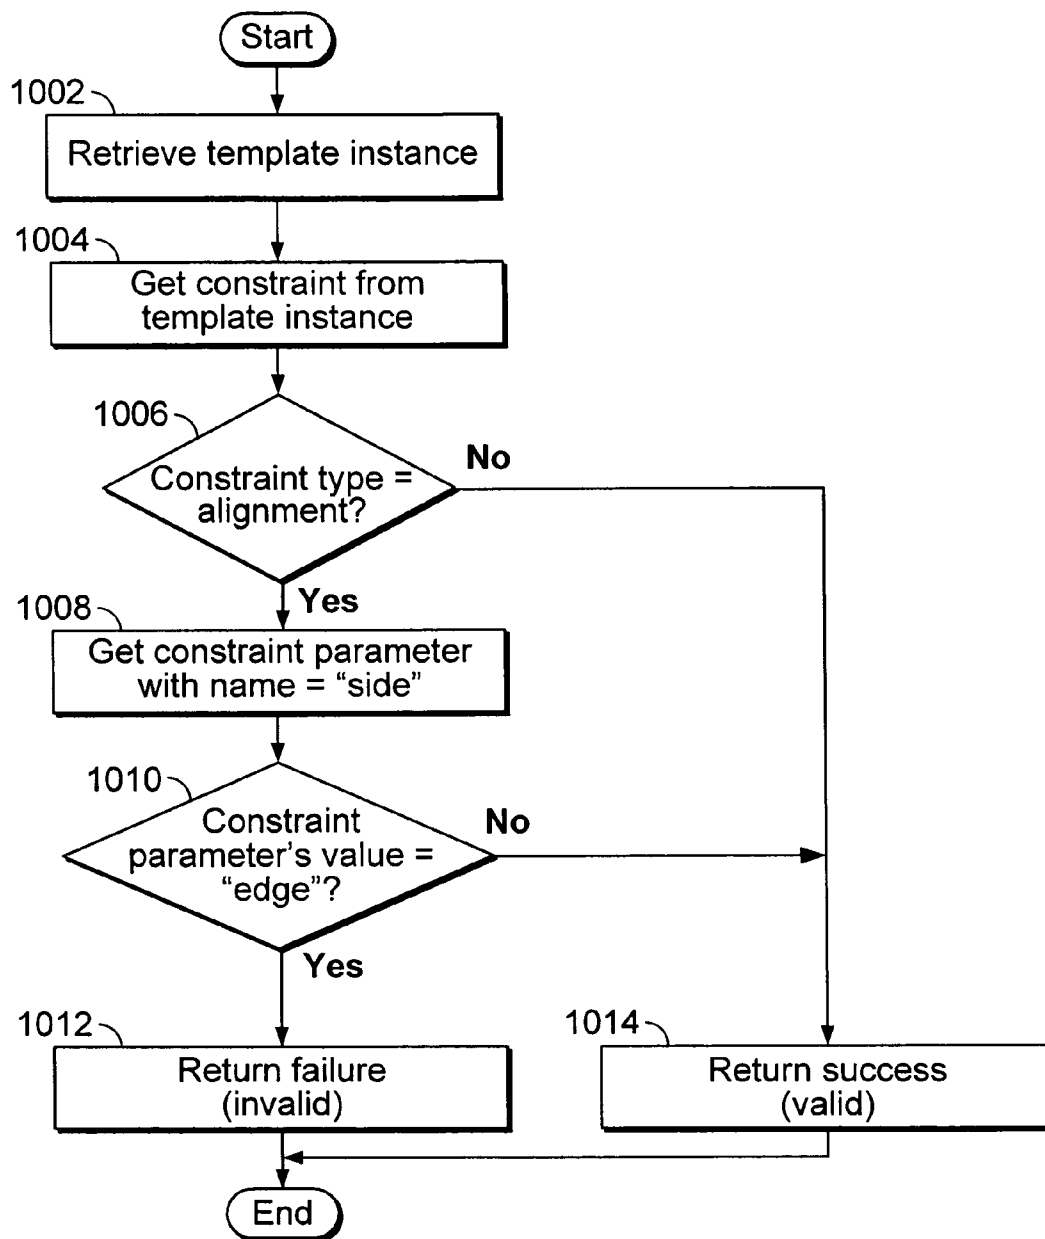 Start
1002
Retrieve template instance
1004
Get constraint from
template instance
1006
Constraint type =
alignment?
No
Yes
1008
Get constraint parameter
with name = “side”
1010
Constraint
parameter’s value =
“edge”?
No
Yes
1012
Return failure
(invalid)
1014
Return success
(valid)
End